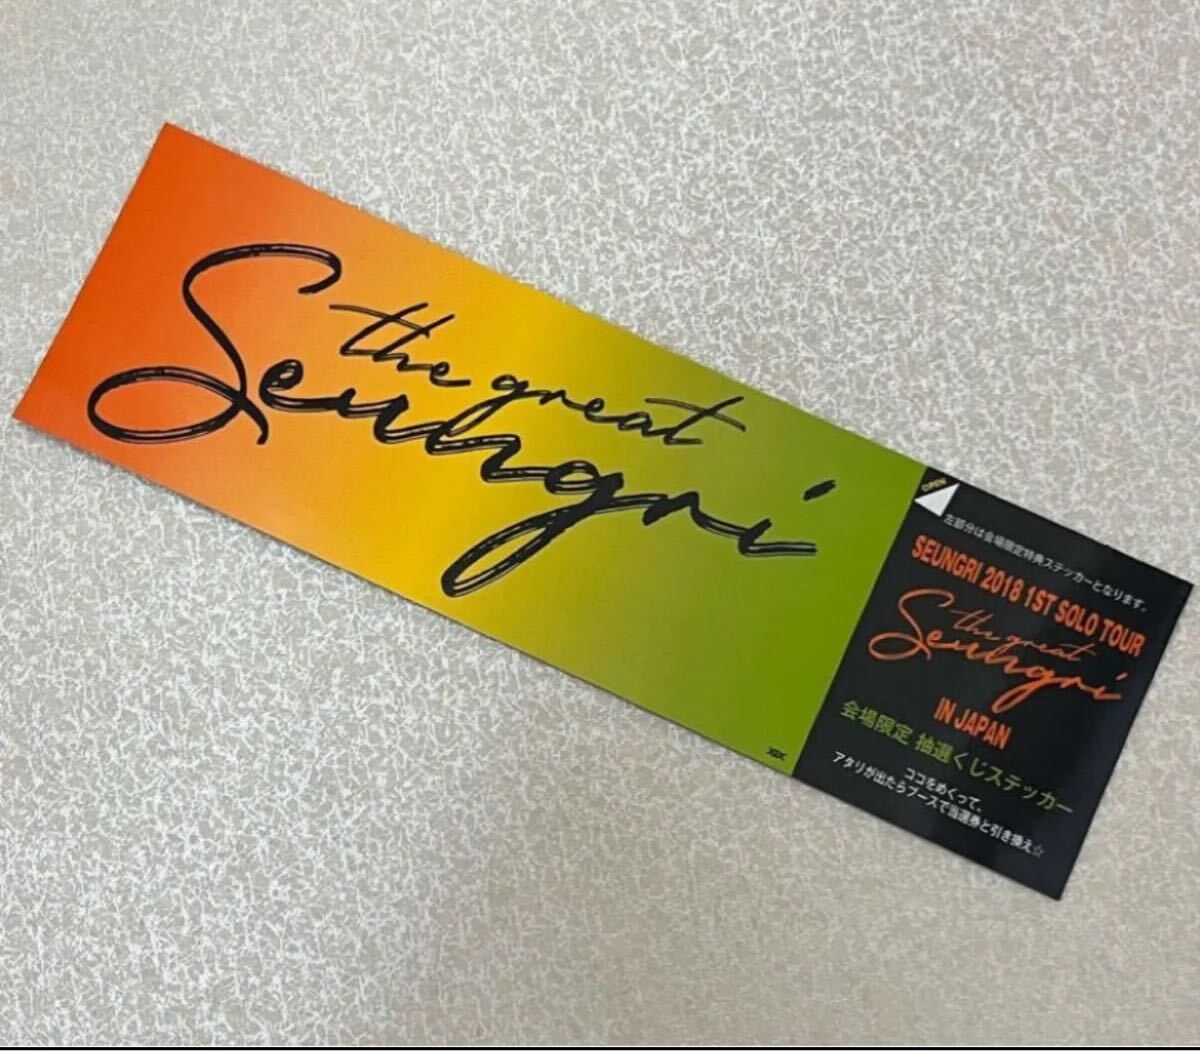 the great
Seungri
OPEN
左部分は会場限定特典ステッカーとなります。
SEUNGRI 2018 1ST SOLO TOUR
the great
Seungri
IN JAPAN
会場限定 抽選くじステッカー
ココをめくって、
アタリが出たらブースで当選券と引き換え☆